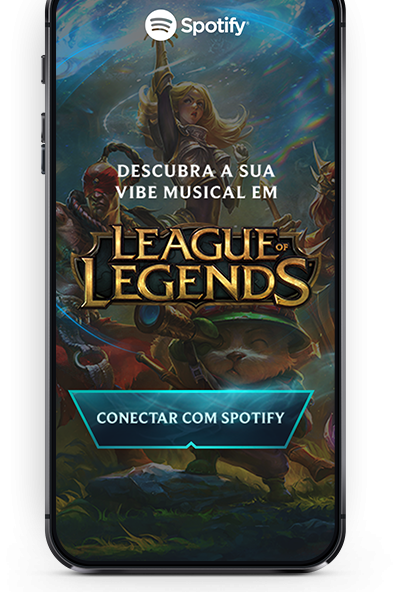 Spotify
DESCUBRA A SUA
VIBE MUSICAL EM
LEAGUE OF
LEGENDS
CONECTAR COM SPOTIFY